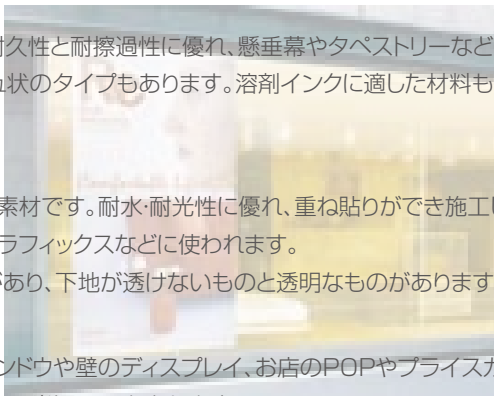 久性と耐擦過性に優れ、懸垂幕やタペストリーなど
状のタイプもあります。溶剤インクに適した材料も
素材です。耐水・耐光性に優れ、重ね貼りができ施工
ラフィックスなどに使われます。
があり、下地が透けないものと透明なものがあります
ンドウや壁のディスプレイ、お店のPOPやプライスカ